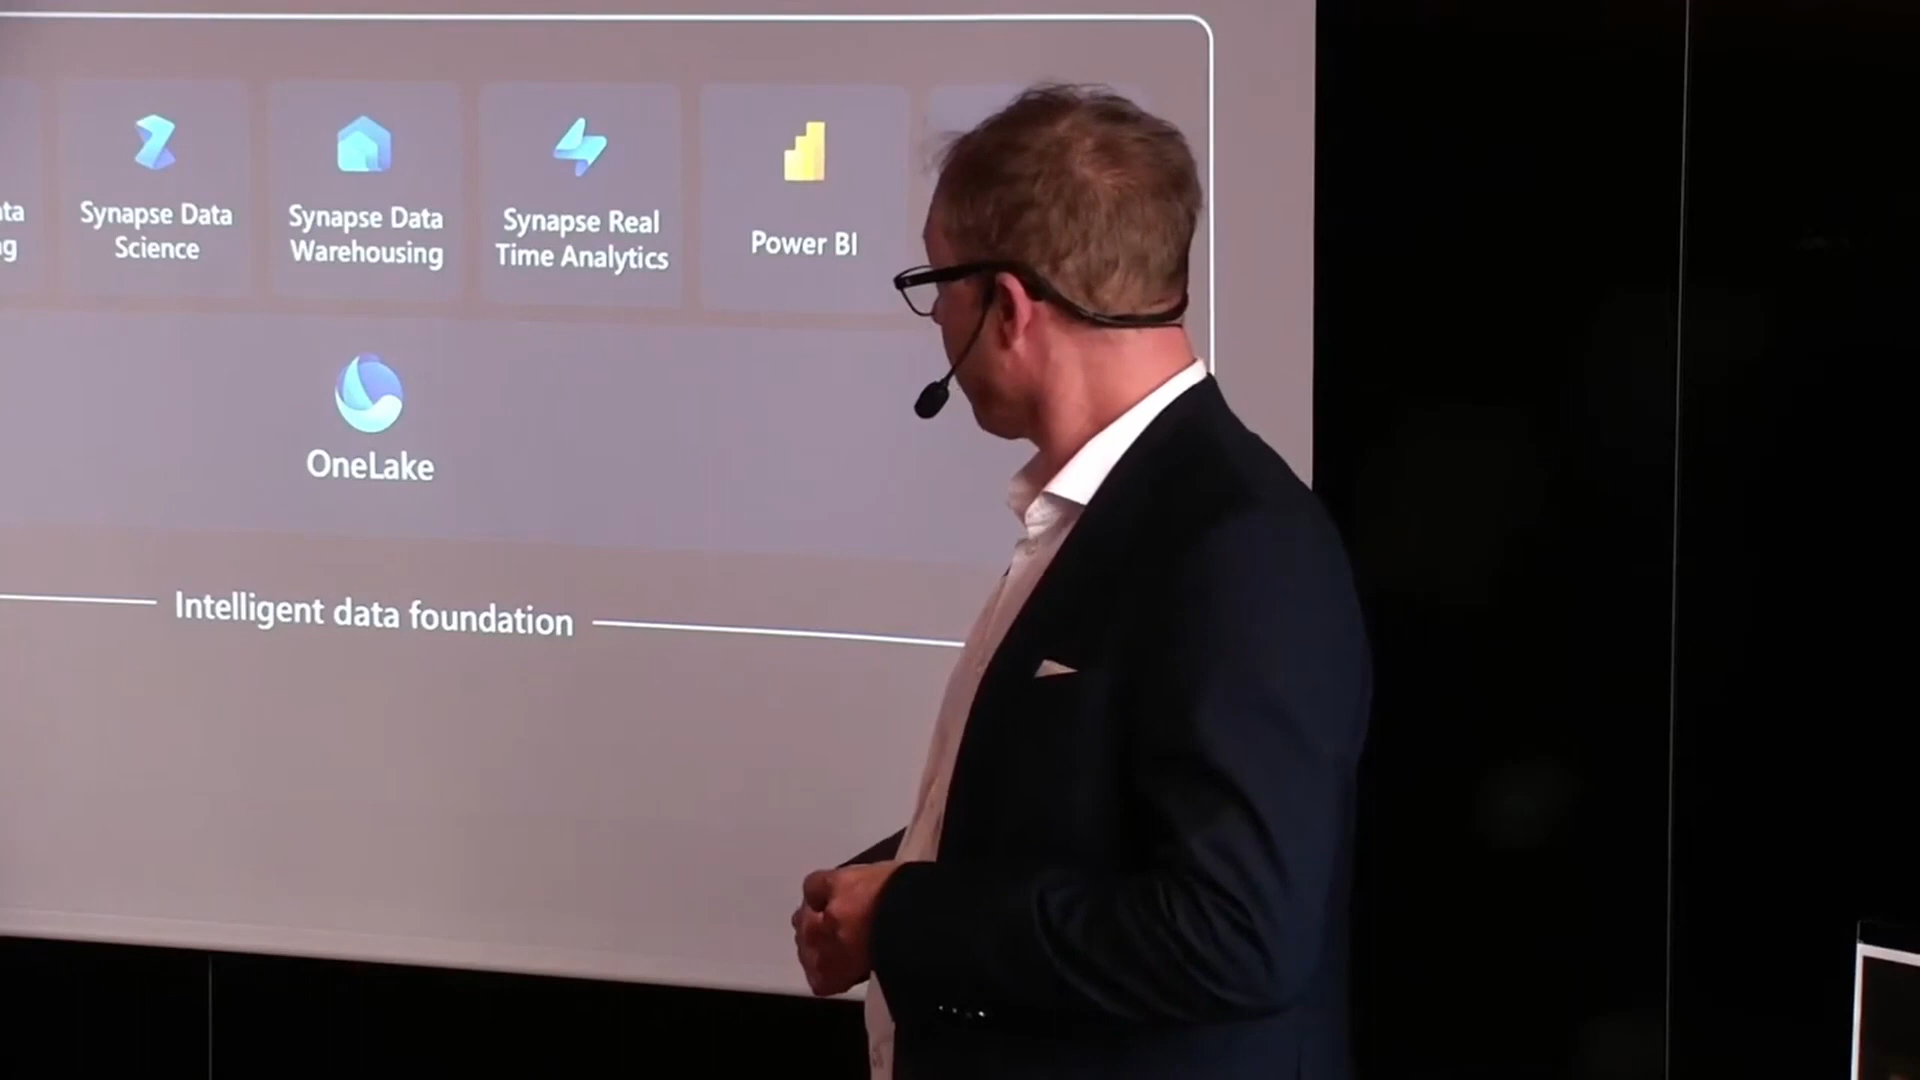 Synapse Data
Science
Synapse Data
Warehousing
Synapse Real
Time Analytics
Power BI
OneLake
Intelligent data foundation